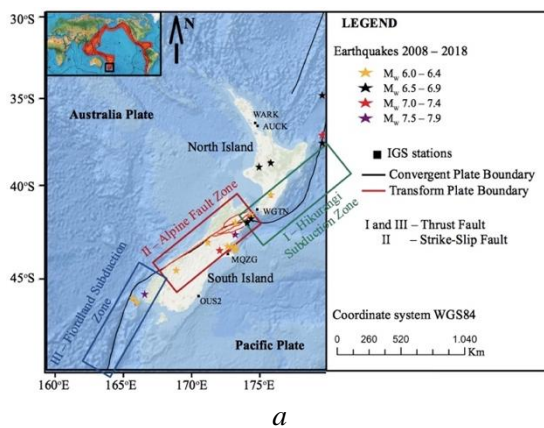 30°S
35°S
40°S
45°S
160°E
165°E
170°E
175°E
N
Australia Plate
WARK
AUCK
North Island
WGTN
I – Hikurangi
Subduction Zone
II – Alpine Fault Zone
MQZG
South Island
OUS2
III – Fiordland Subduction
Zone
Pacific Plate
LEGEND
Earthquakes 2008 – 2018
Mw 6.0 – 6.4
Mw 6.5 – 6.9
Mw 7.0 – 7.4
Mw 7.5 – 7.9
IGS stations
Convergent Plate Boundary
Transform Plate Boundary
I and III – Thrust Fault
II – Strike-Slip Fault
Coordinate system WGS84
0 260 520 1.040
Km
a